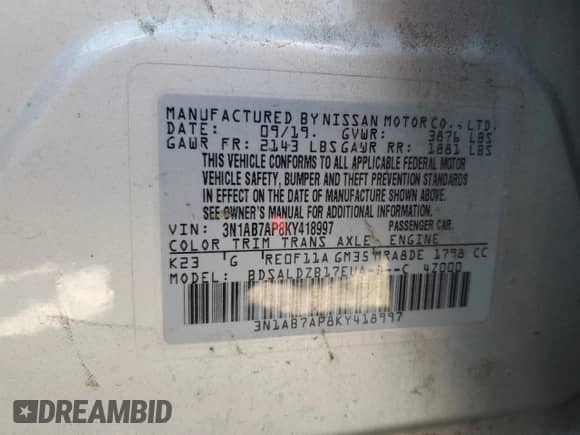 MANUFACTURED BY NISSAN MOTOR CO., LTD.
DATE: 09/19. GVWR: 3876 LBS
GAWR FR: 2143 LBS GAWR RR: 1881 LBS
THIS VEHICLE CONFORMS TO ALL APPLICABLE FEDERAL MOTOR
VEHICLE SAFETY, BUMPER AND THEFT PREVENTION STANDARDS
IN EFFECT ON THE DATE OF MANUFACTURE SHOWN ABOVE.
SEE OWNER'S MANUAL FOR ADDITIONAL INFORMATION.
VIN: 3N1AB7AP8KY418997 PASSENGER CAR.
COLOR TRIM TRANS AXLE ENGINE
K23 G RE0F11A GM35 MRA8DE 1798 CC
MODEL: BDSALDZB17EUA-A--C 4Z000
3N1AB7AP8KY418997
DREAMBID